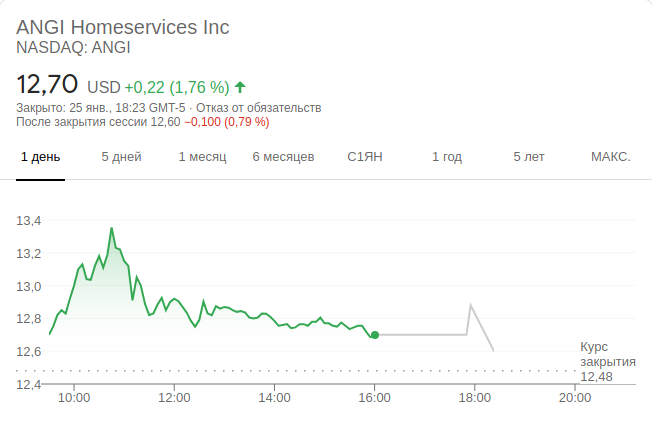 ANGI Homeservices Inc
NASDAQ: ANGI
12,70 USD +0,22 (1,76 %)
Закрыто: 25 янв., 18:23 GMT-5 · Отказ от обязательств
После закрытия сессии 12,60 −0,100 (0,79 %)
1 день 5 дней 1 месяц 6 месяцев С1ЯН 1 год 5 лет МАКС.
13,4
13,2
13,0
12,8
12,6
12,4
Курс
закрытия
12,48
10:00 12:00 14:00 16:00 18:00 20:00